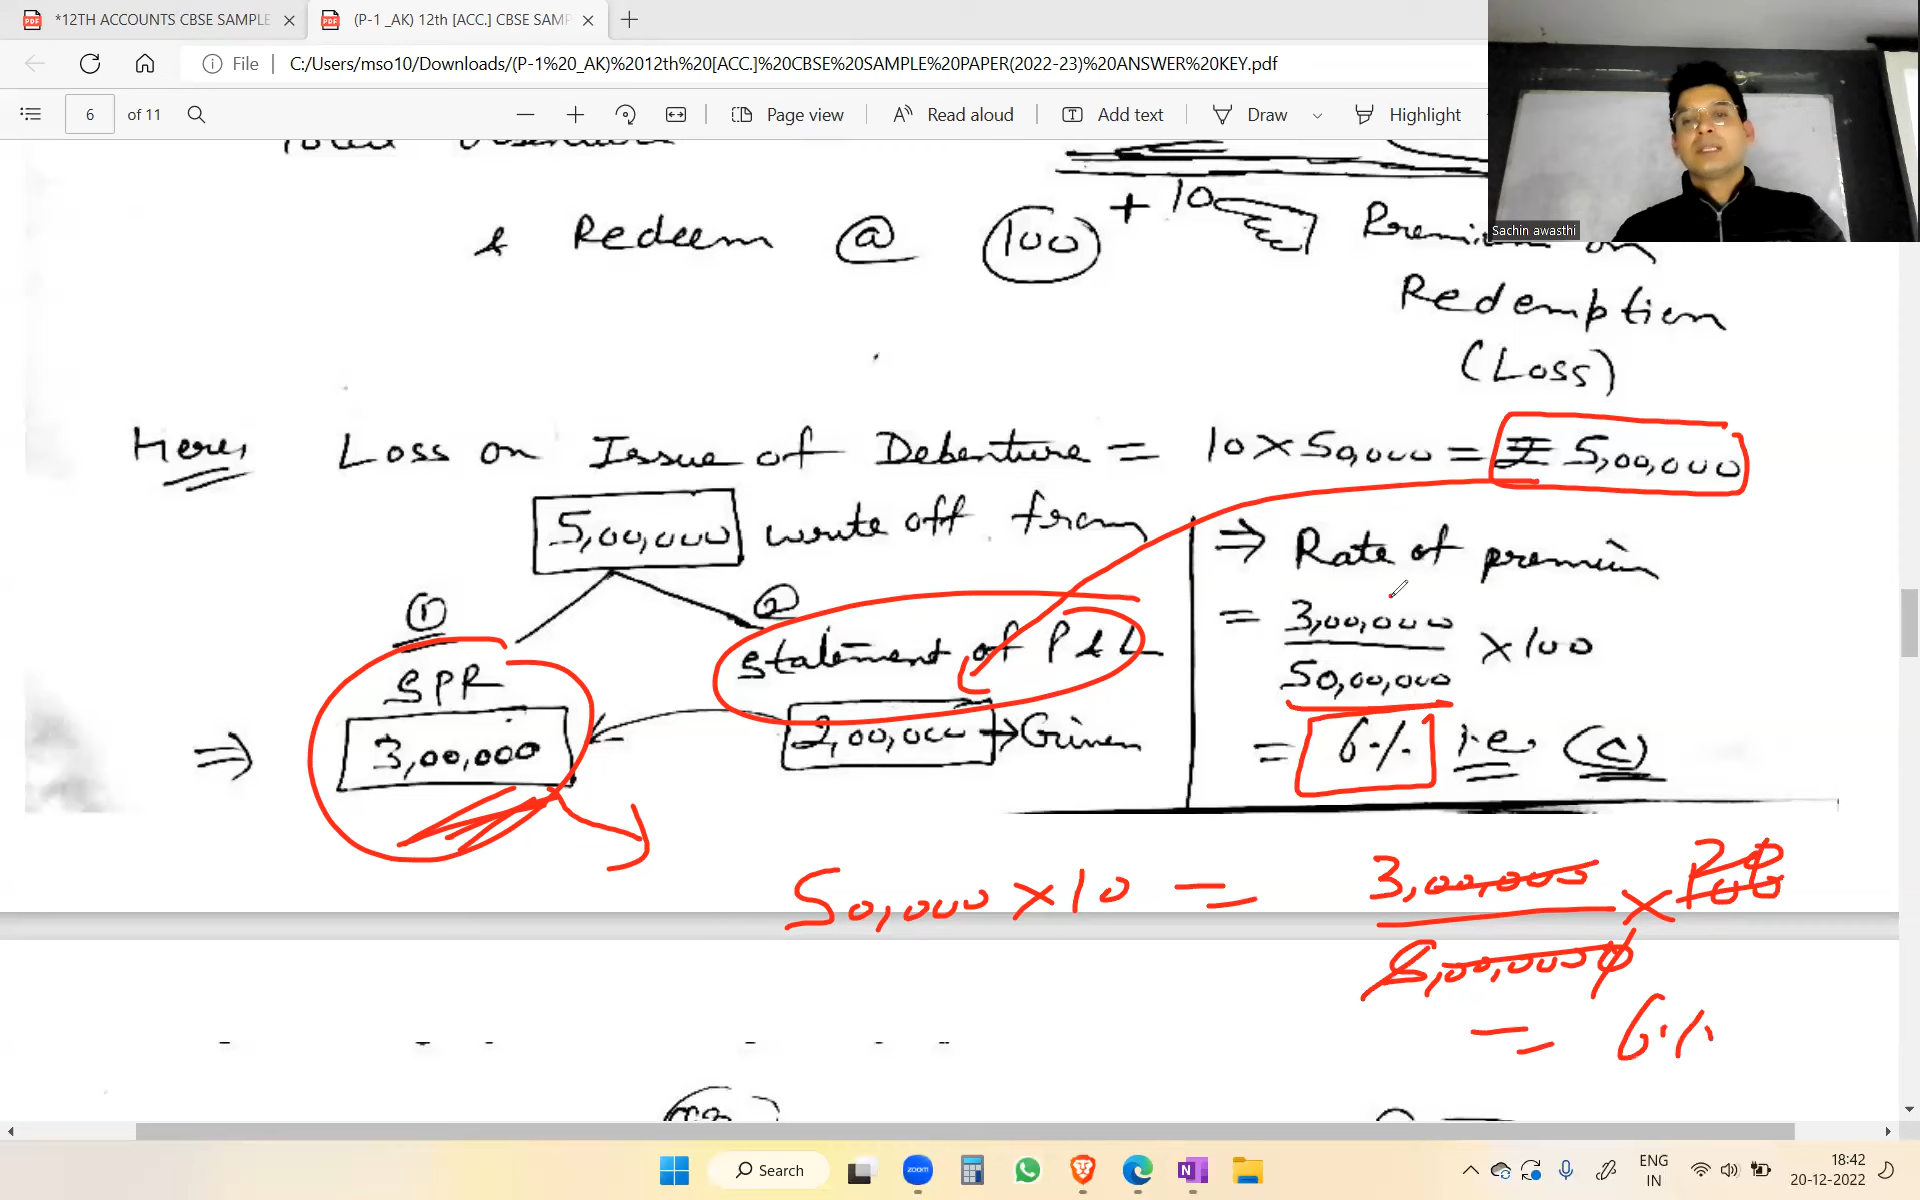 *12TH ACCOUNTS CBSE SAMPLE
(P-1 _AK) 12th [ACC.] CBSE SAMP
File
C:/Users/mso10/Downloads/(P-1%20_AK)%2012th%20[ACC.]%20CBSE%20SAMPLE%20PAPER(2022-23)%20ANSWER%20KEY.pdf
6 of 11
Page view
Read aloud
Add text
Draw
Highlight
Sachin awasthi
& Redeem @ 100 + 10 on
Redemption
(Loss)
Here, Loss on Issue of Debenture = 10 × 50,000 = ₹ 5,00,000
5,00,000 write off from
① ②
SPR Statement of P & L
⇒ 3,00,000 2,00,000 → Given
⇒ Rate of premium
= 3,00,000 / 50,00,000 × 100
= 6% i.e. (C)
50,000 × 10 = 3,00,000 ×
= 6%
Search
zoom
ENG
IN
18:42
20-12-2022